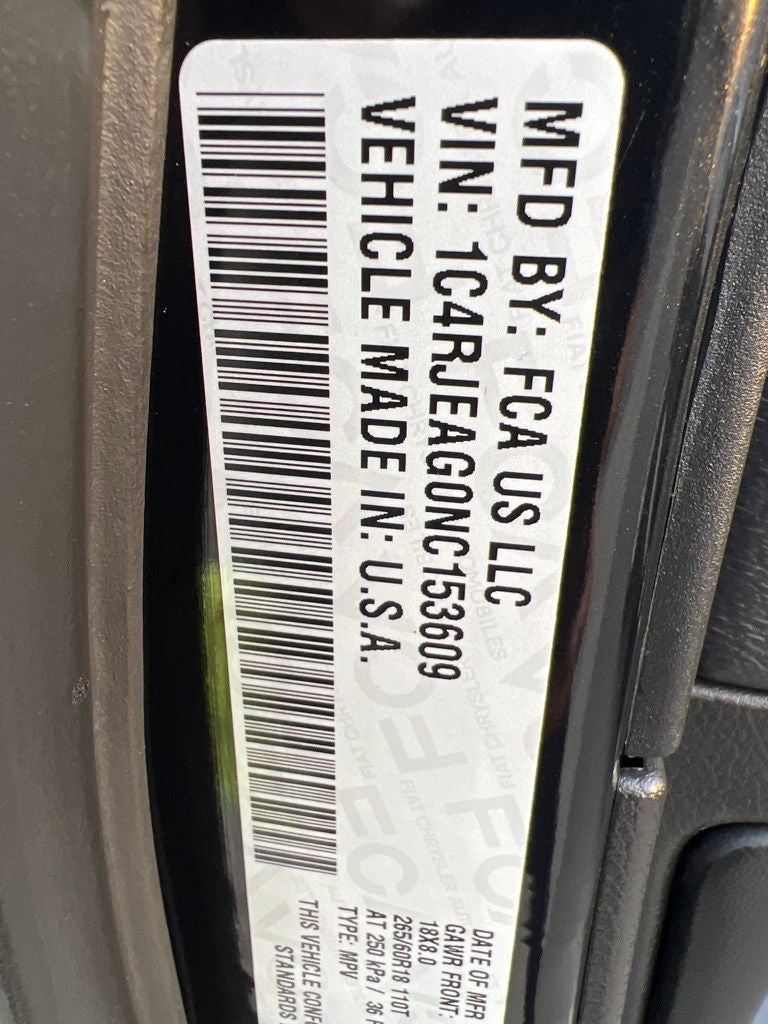 MFD BY: FCA US LLC
VIN: 1C4RJEAG0NC153609
VEHICLE MADE IN: U.S.A.
DATE OF MFR
GAWR FRONT:
18X8.0
265/60R18 110T
AT 250 kPa / 36
TYPE: MPV
THIS VEHICLE
STANDARDS